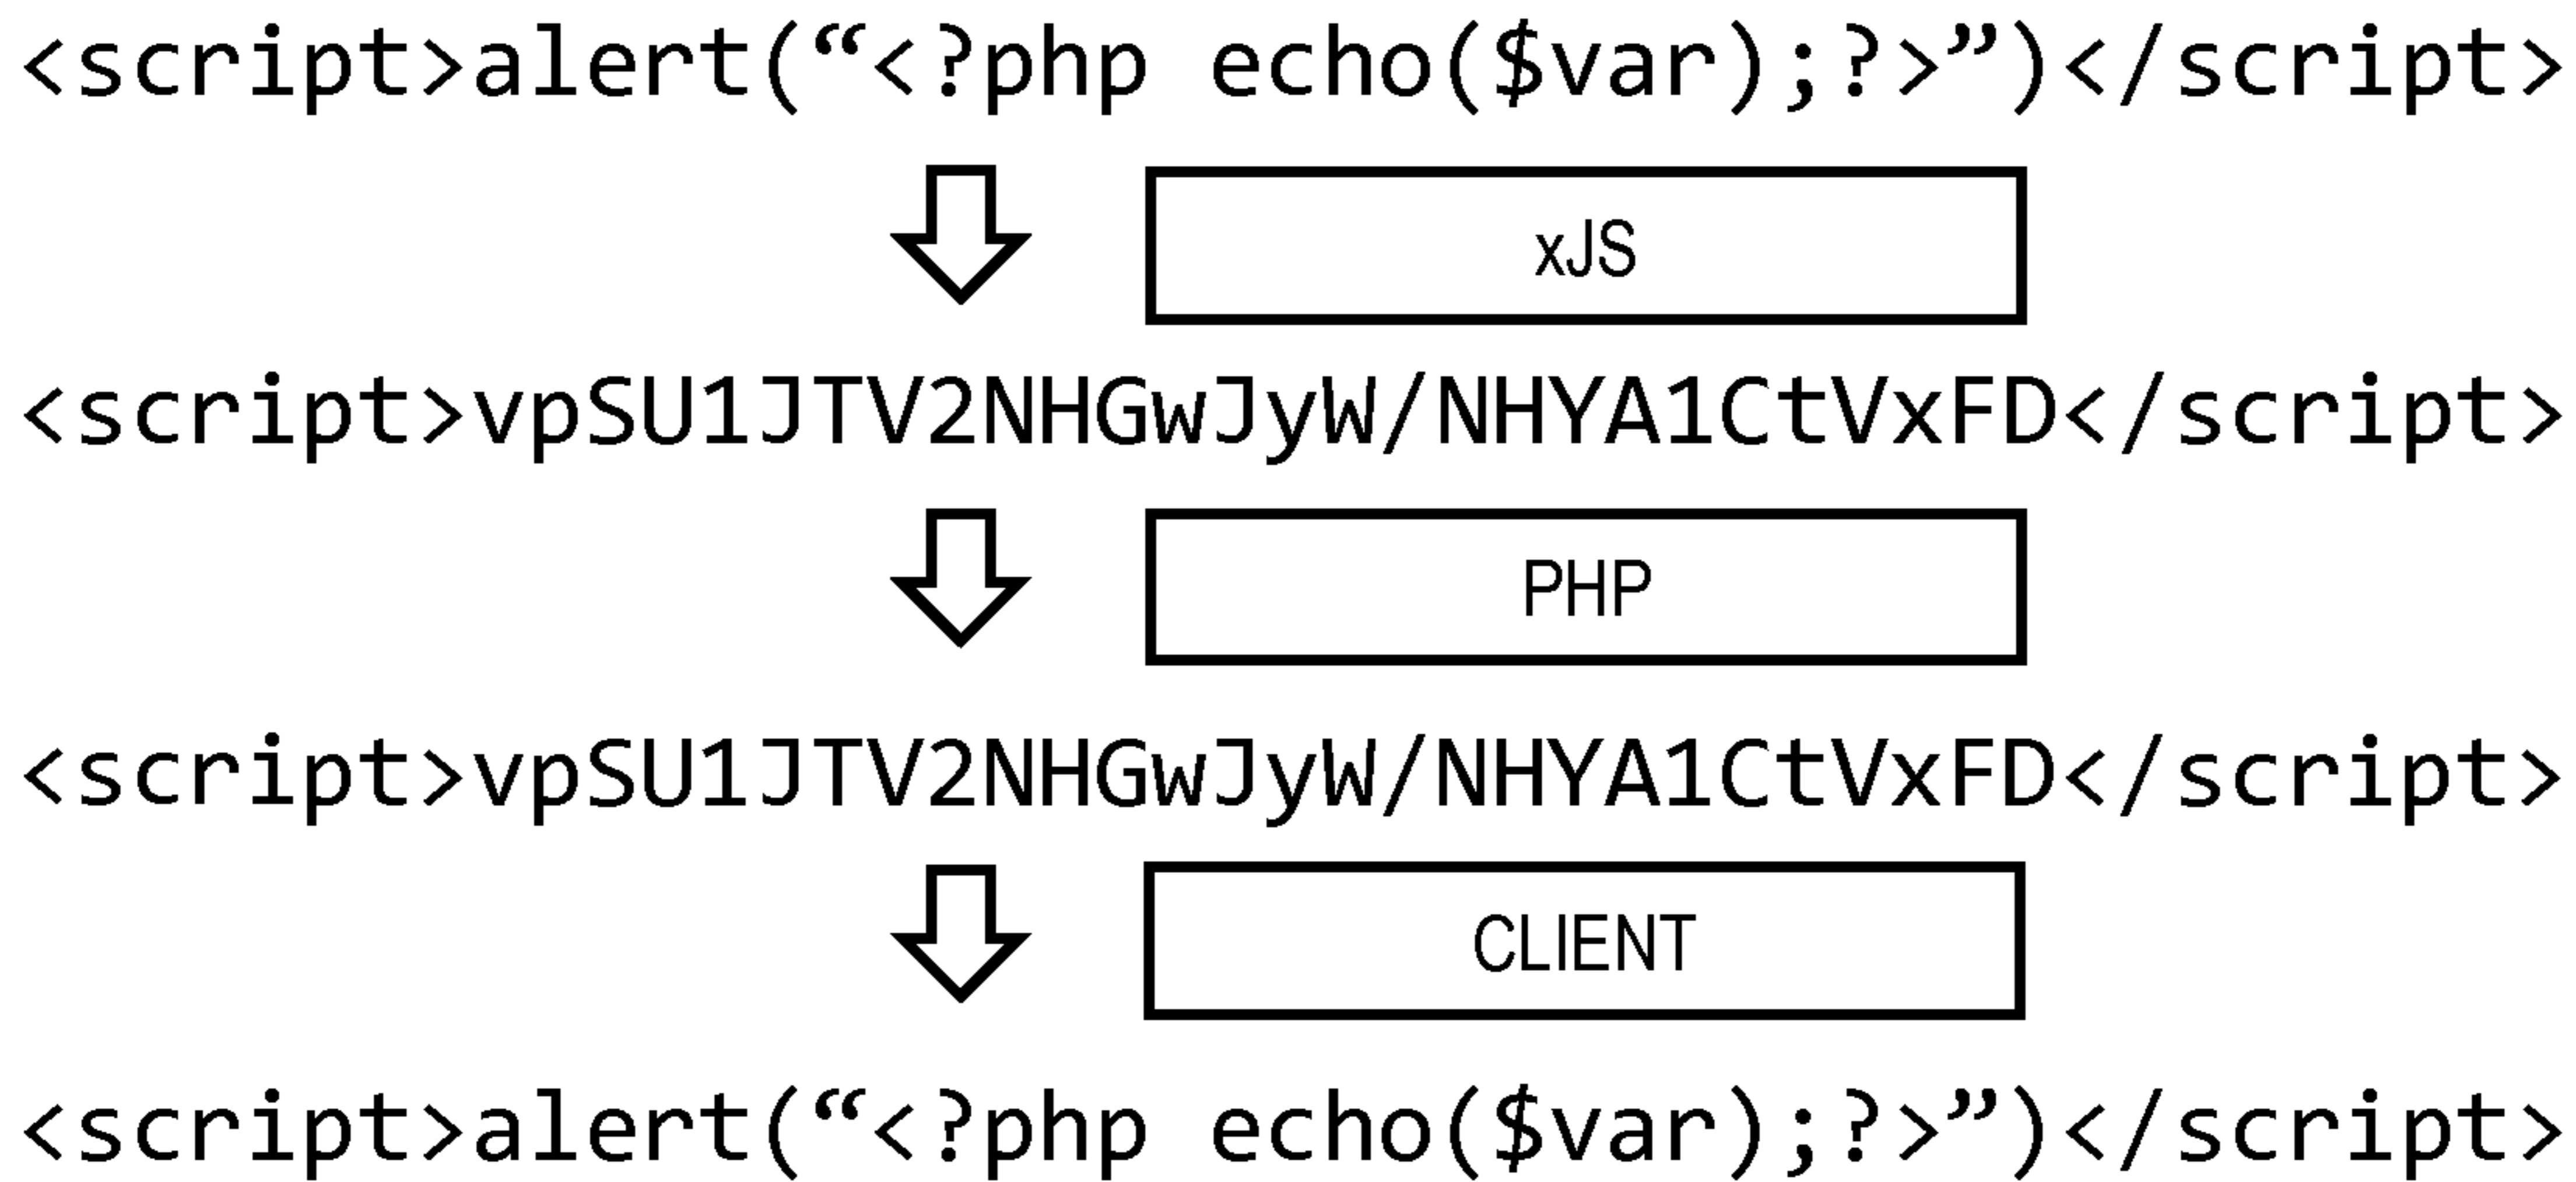 <script>alert(“<?php echo($var);?>”)</script>
xJS
<script>vpSU1JTV2NHGwJyW/NHYA1CtVxFD</script>
PHP
<script>vpSU1JTV2NHGwJyW/NHYA1CtVxFD</script>
CLIENT
<script>alert(“<?php echo($var);?>”)</script>